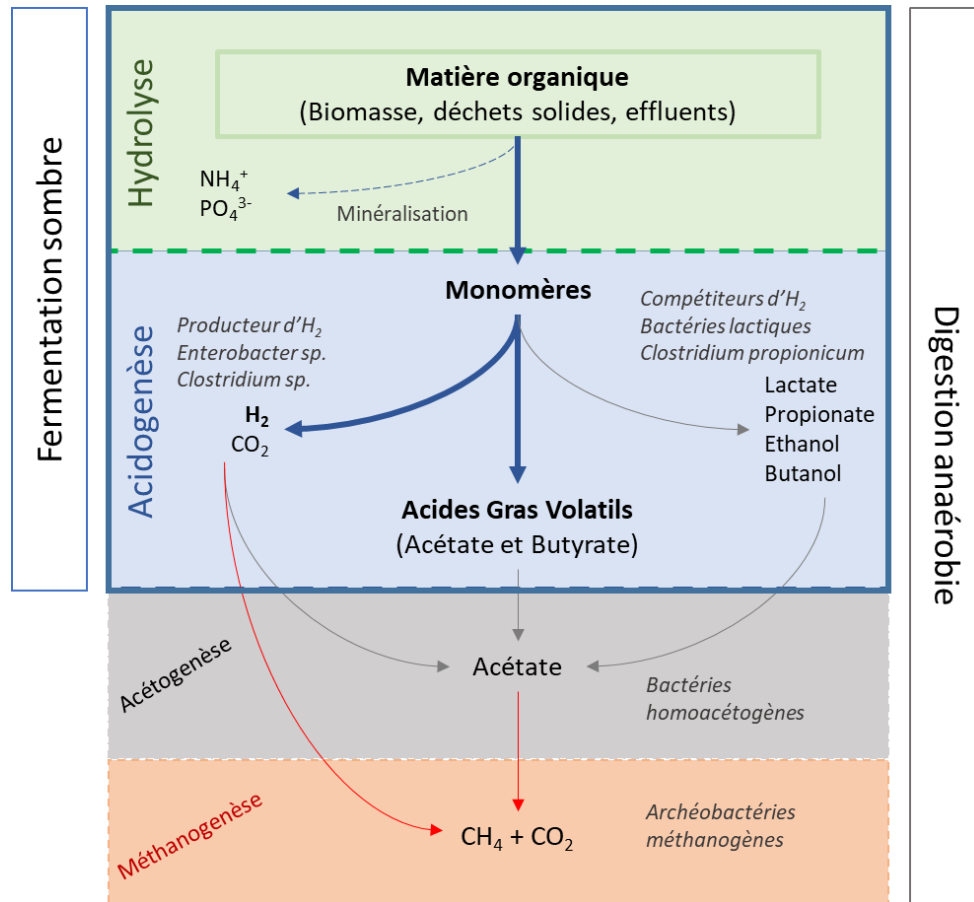 Fermentation sombre
Hydrolyse
Matière organique
(Biomasse, déchets solides, effluents)
NH₄⁺
PO₄³⁻
Minéralisation
Acidogenèse
Monomères
Producteur d’H₂
Enterobacter sp.
Clostridium sp.
Compétiteurs d’H₂
Bactéries lactiques
Clostridium propionicum
H₂
CO₂
Lactate
Propionate
Ethanol
Butanol
Acides Gras Volatils
(Acétate et Butyrate)
Acétogenèse
Acétate
Bactéries
homoacétogènes
Méthanogenèse
CH₄ + CO₂
Archéobactéries
méthanogènes
Digestion anaérobie